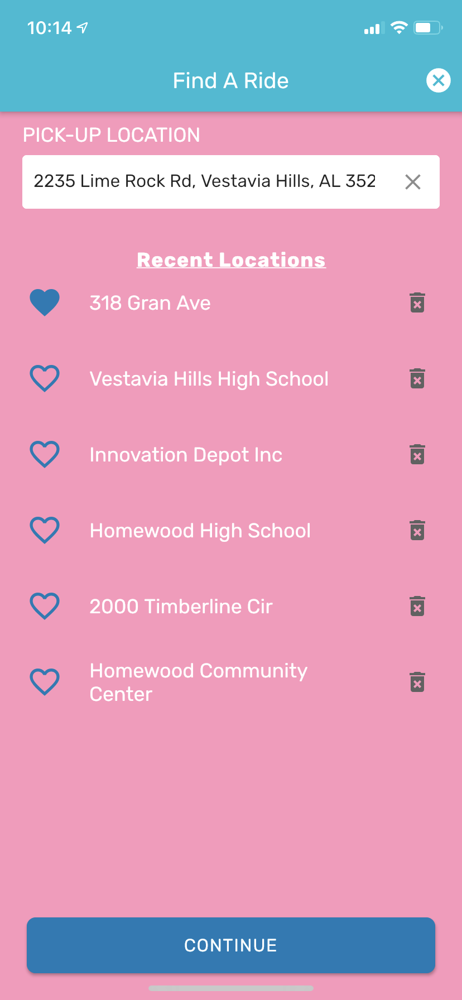 10:14
Find A Ride
PICK-UP LOCATION
2235 Lime Rock Rd, Vestavia Hills, AL 352
Recent Locations
318 Gran Ave
Vestavia Hills High School
Innovation Depot Inc
Homewood High School
2000 Timberline Cir
Homewood Community
Center
CONTINUE